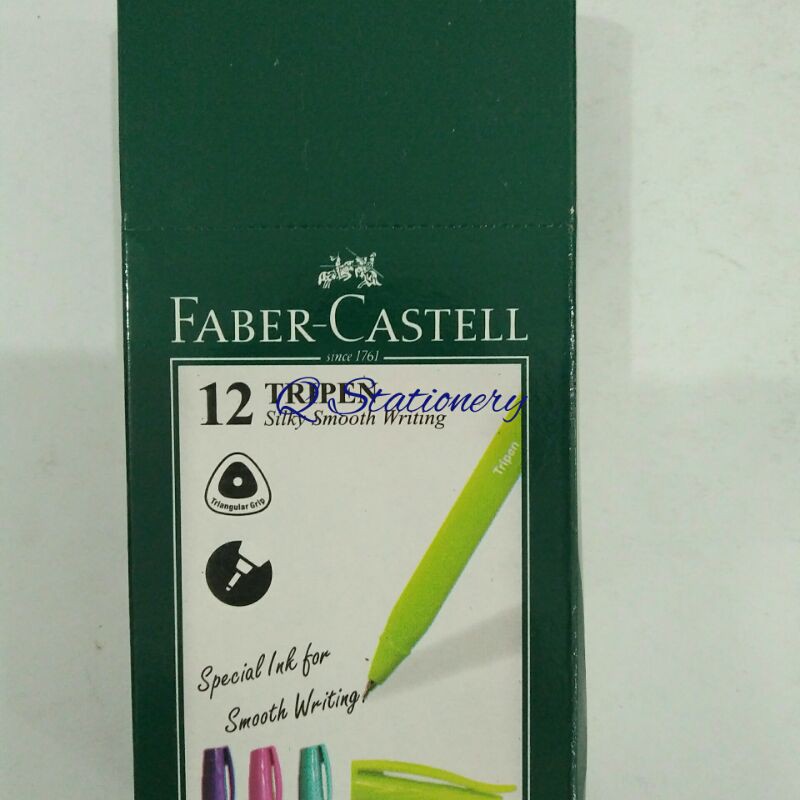 FABER-CASTELL
since 1761
12 TRIPEN
Q Stationery
Silky Smooth Writing
Tripen
Triangular Grip
Special Ink for
Smooth Writing